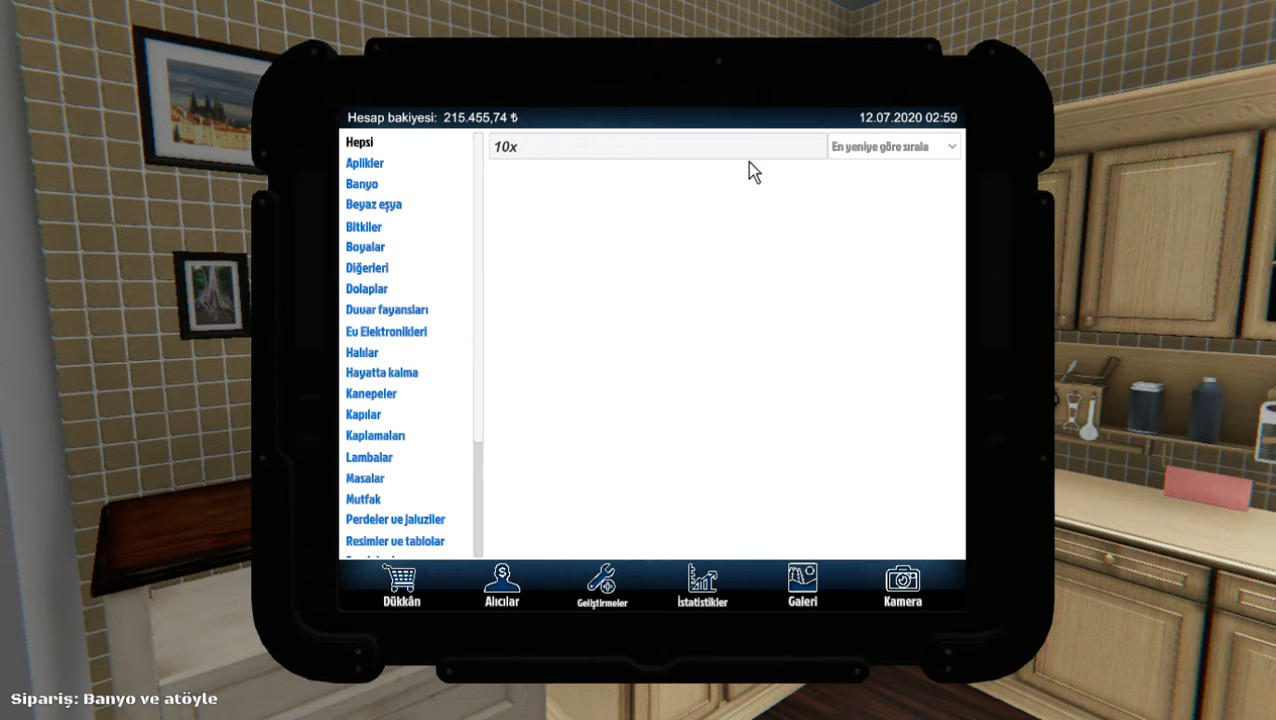 Hesap bakiyesi: 215.455,74 ₺
12.07.2020 02:59
Hepsi
Aplikler
Banyo
Beyaz eşya
Bitkiler
Boyalar
Diğerleri
Dolaplar
Duvar fayansları
Ev Elektronikleri
Halılar
Hayatta kalma
Kanepeler
Kapılar
Kaplamaları
Lambalar
Masalar
Mutfak
Perdeler ve jaluziler
Resimler ve tablolar
10x
En yeniye göre sırala
Dükkân
Alıcılar
Geliştirmeler
İstatistikler
Galeri
Kamera
Sipariş: Banyo ve atöyle